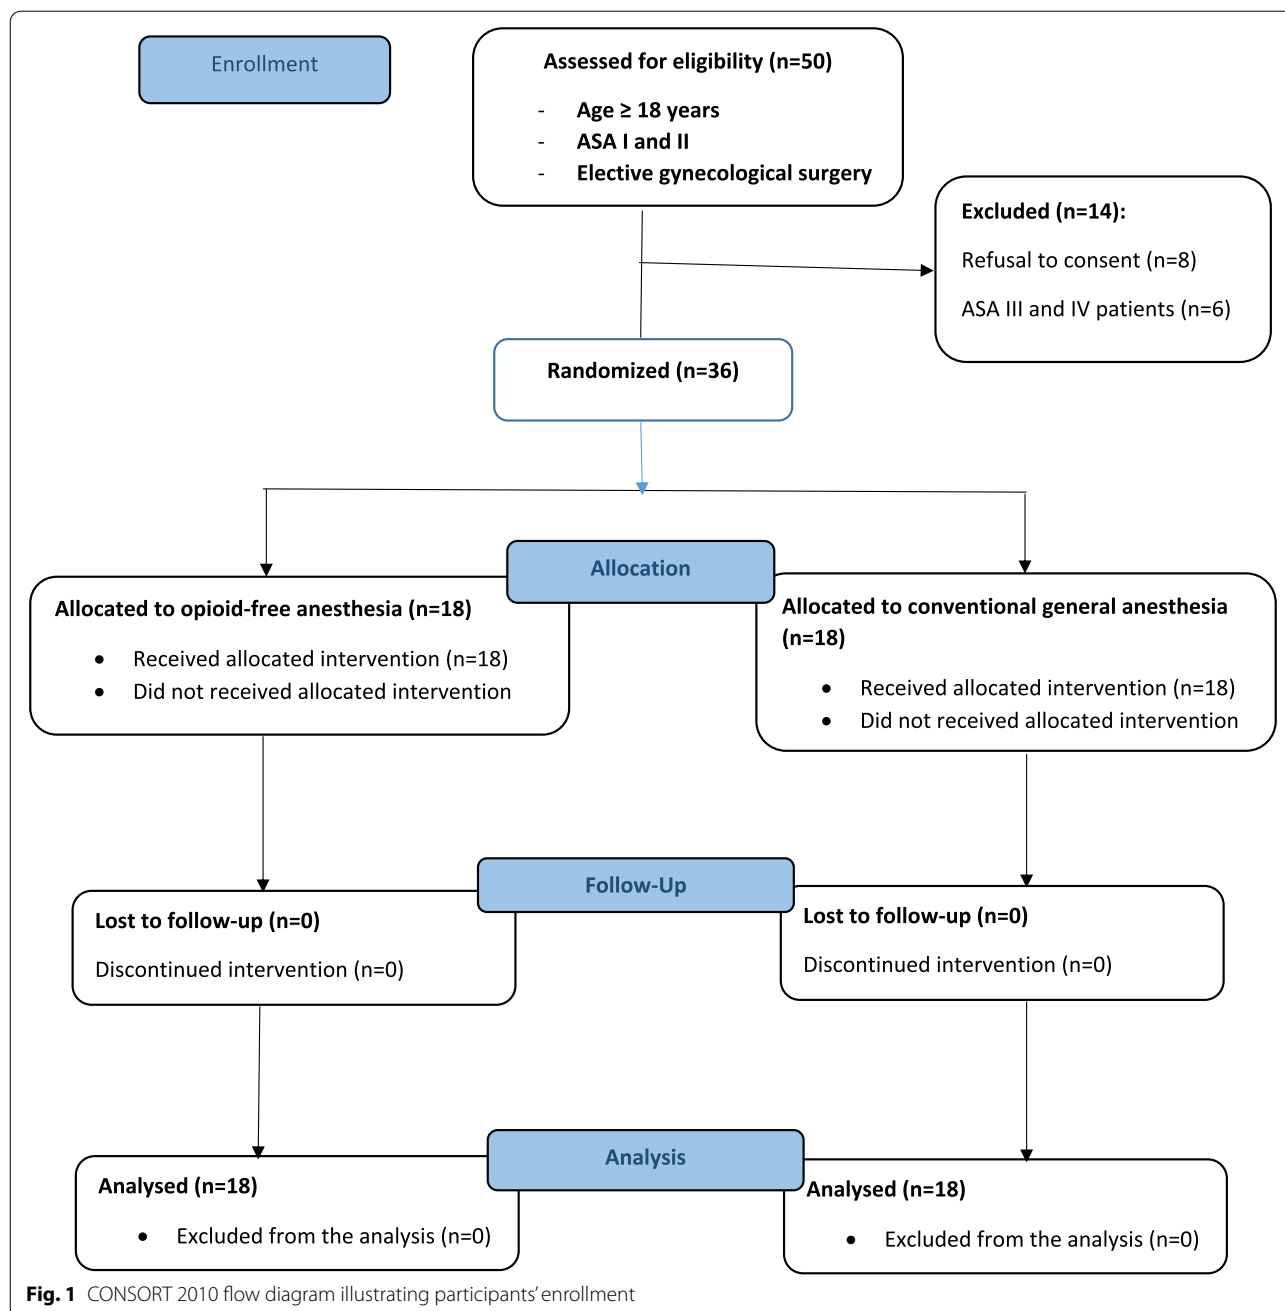 Enrollment
Assessed for eligibility (n=50)
- Age ≥ 18 years
- ASA I and II
- Elective gynecological surgery
Excluded (n=14):
Refusal to consent (n=8)
ASA III and IV patients (n=6)
Randomized (n=36)
Allocation
Allocated to opioid-free anesthesia (n=18)
• Received allocated intervention (n=18)
• Did not received allocated intervention
Allocated to conventional general anesthesia
(n=18)
• Received allocated intervention (n=18)
• Did not received allocated intervention
Follow-Up
Lost to follow-up (n=0)
Discontinued intervention (n=0)
Lost to follow-up (n=0)
Discontinued intervention (n=0)
Analysis
Analysed (n=18)
• Excluded from the analysis (n=0)
Analysed (n=18)
• Excluded from the analysis (n=0)
Fig. 1 CONSORT 2010 flow diagram illustrating participants' enrollment